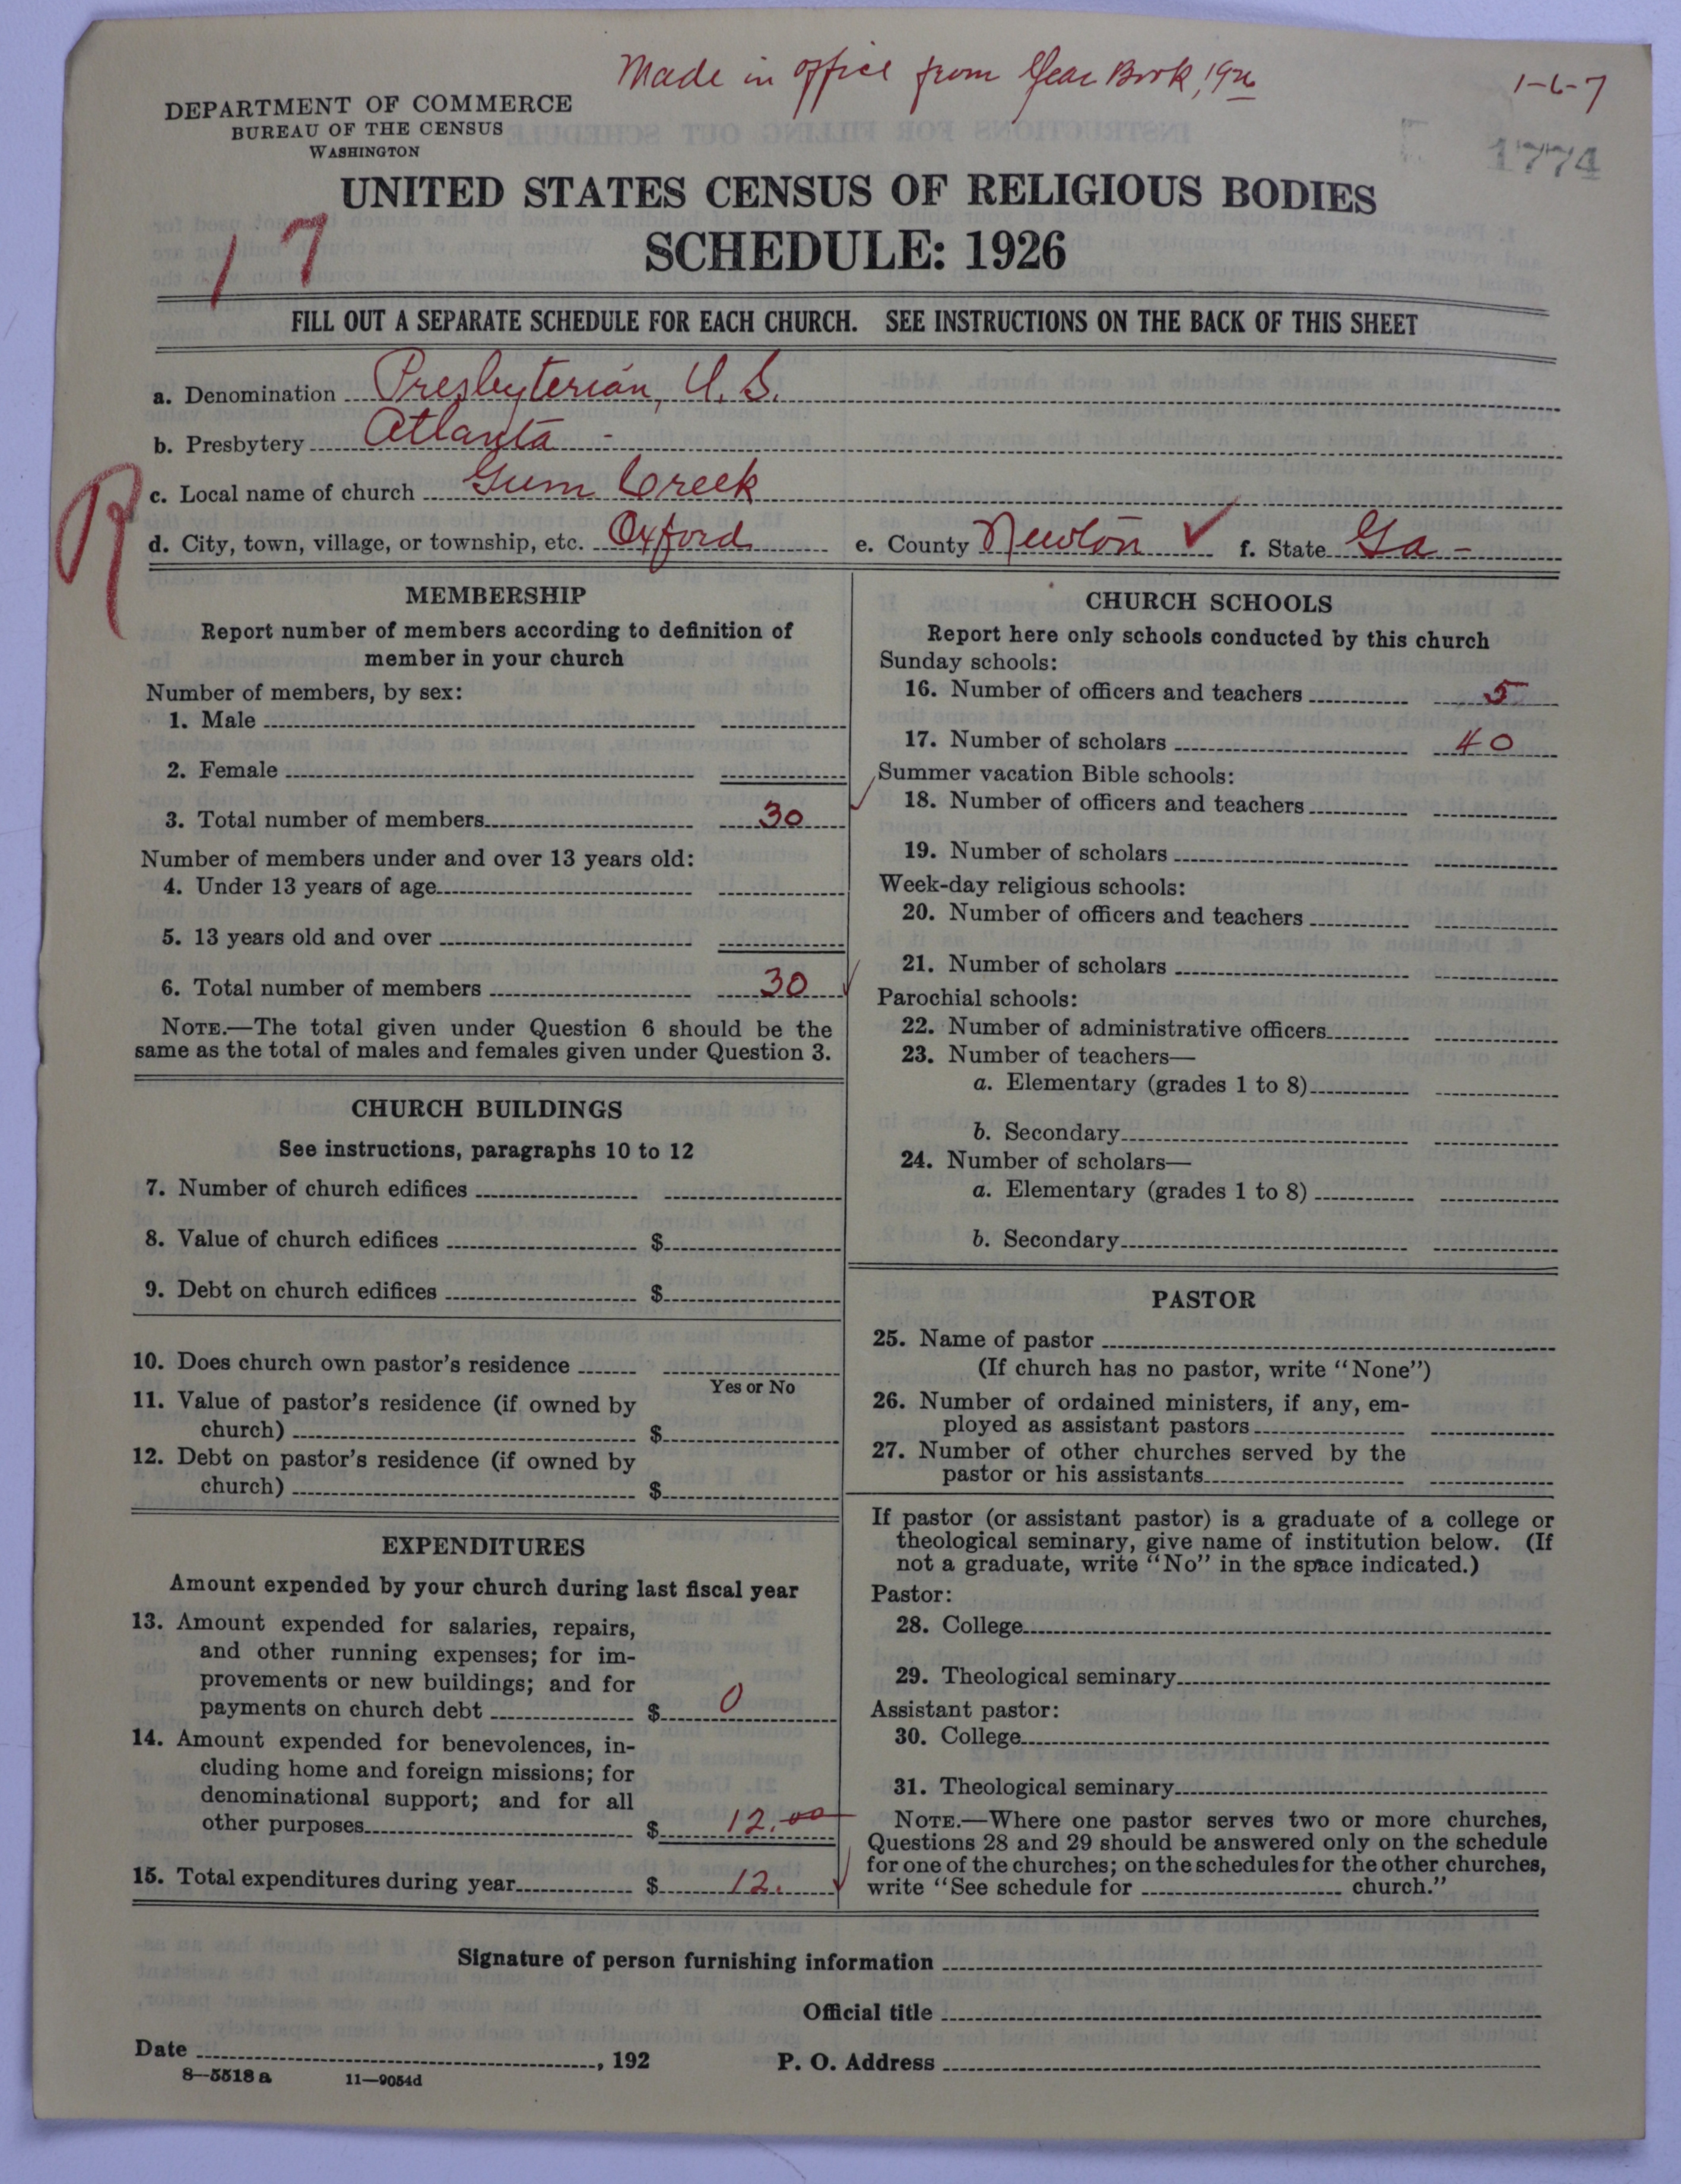 Made in office from Year Book, 1926
1-6-7
DEPARTMENT OF COMMERCE
BUREAU OF THE CENSUS
WASHINGTON
1774
UNITED STATES CENSUS OF RELIGIOUS BODIES
17
SCHEDULE: 1926
FILL OUT A SEPARATE SCHEDULE FOR EACH CHURCH. SEE INSTRUCTIONS ON THE BACK OF THIS SHEET
a. Denomination Presbyterian, U.S.
b. Presbytery Atlanta -
R
c. Local name of church Gum Creek
d. City, town, village, or township, etc. Oxford e. County Newton ✓ f. State Ga -
MEMBERSHIP
Report number of members according to definition of
member in your church
Number of members, by sex:
1. Male
2. Female
3. Total number of members 30
Number of members under and over 13 years old:
4. Under 13 years of age
5. 13 years old and over
6. Total number of members 30
NOTE.—The total given under Question 6 should be the
same as the total of males and females given under Question 3.
CHURCH BUILDINGS
See instructions, paragraphs 10 to 12
7. Number of church edifices
8. Value of church edifices $
9. Debt on church edifices $
10. Does church own pastor's residence
Yes or No
11. Value of pastor's residence (if owned by
church) $
12. Debt on pastor's residence (if owned by
church) $
EXPENDITURES
Amount expended by your church during last fiscal year
13. Amount expended for salaries, repairs,
and other running expenses; for im-
provements or new buildings; and for
payments on church debt $ 0
14. Amount expended for benevolences, in-
cluding home and foreign missions; for
denominational support; and for all
other purposes $ 12.00
15. Total expenditures during year $ 12.
CHURCH SCHOOLS
Report here only schools conducted by this church
Sunday schools:
16. Number of officers and teachers 5
17. Number of scholars 40
Summer vacation Bible schools:
18. Number of officers and teachers
19. Number of scholars
Week-day religious schools:
20. Number of officers and teachers
21. Number of scholars
Parochial schools:
22. Number of administrative officers
23. Number of teachers—
a. Elementary (grades 1 to 8)
b. Secondary
24. Number of scholars—
a. Elementary (grades 1 to 8)
b. Secondary
PASTOR
25. Name of pastor
(If church has no pastor, write "None")
26. Number of ordained ministers, if any, em-
ployed as assistant pastors
27. Number of other churches served by the
pastor or his assistants
If pastor (or assistant pastor) is a graduate of a college or
theological seminary, give name of institution below. (If
not a graduate, write "No" in the space indicated.)
Pastor:
28. College
29. Theological seminary
Assistant pastor:
30. College
31. Theological seminary
NOTE.—Where one pastor serves two or more churches,
Questions 28 and 29 should be answered only on the schedule
for one of the churches; on the schedules for the other churches,
write "See schedule for church."
Signature of person furnishing information
Official title
Date , 192 P. O. Address
8—5518 a 11—9054d